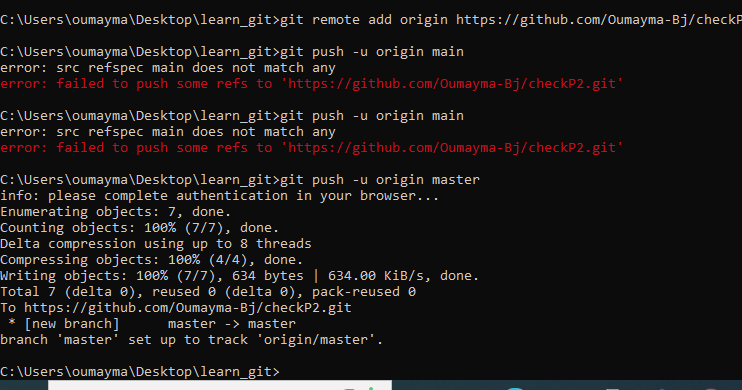 C:\Users\oumayma\Desktop\learn_git>git remote add origin https://github.com/Oumayma-Bj/checkP
C:\Users\oumayma\Desktop\learn_git>git push -u origin main
error: src refspec main does not match any
error: failed to push some refs to 'https://github.com/Oumayma-Bj/checkP2.git'
C:\Users\oumayma\Desktop\learn_git>git push -u origin main
error: src refspec main does not match any
error: failed to push some refs to 'https://github.com/Oumayma-Bj/checkP2.git'
C:\Users\oumayma\Desktop\learn_git>git push -u origin master
info: please complete authentication in your browser...
Enumerating objects: 7, done.
Counting objects: 100% (7/7), done.
Delta compression using up to 8 threads
Compressing objects: 100% (4/4), done.
Writing objects: 100% (7/7), 634 bytes | 634.00 KiB/s, done.
Total 7 (delta 0), reused 0 (delta 0), pack-reused 0
To https://github.com/Oumayma-Bj/checkP2.git
 * [new branch]      master -> master
branch 'master' set up to track 'origin/master'.
C:\Users\oumayma\Desktop\learn_git>